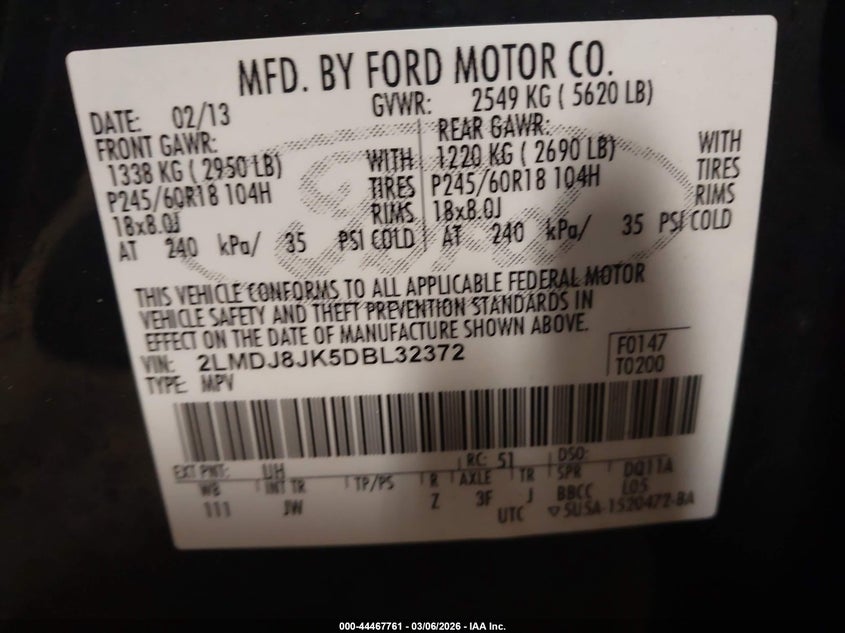 MFD. BY FORD MOTOR CO.
DATE: 02/13 GVWR: 2549 KG ( 5620 LB)
FRONT GAWR: REAR GAWR:
1338 KG ( 2950 LB) WITH 1220 KG ( 2690 LB) WITH
P245/60R18 104H TIRES P245/60R18 104H TIRES
18x8.0J RIMS 18x8.0J RIMS
AT 240 kPa/ 35 PSI COLD AT 240 kPa/ 35 PSI COLD
THIS VEHICLE CONFORMS TO ALL APPLICABLE FEDERAL MOTOR
VEHICLE SAFETY AND THEFT PREVENTION STANDARDS IN
EFFECT ON THE DATE OF MANUFACTURE SHOWN ABOVE.
VIN: 2LMDJ8JK5DBL32372 F0147
TYPE: MPV T0200
EXT PNT: UH RC: 51 DSO:
WB INT TR TP/PS R AXLE TR SPR DQ11A
111 JW Z 3F J BBCC L05
UTC ▽ 5U5A-1520472-BA
000-44467761 - 03/06/2026 - IAA Inc.